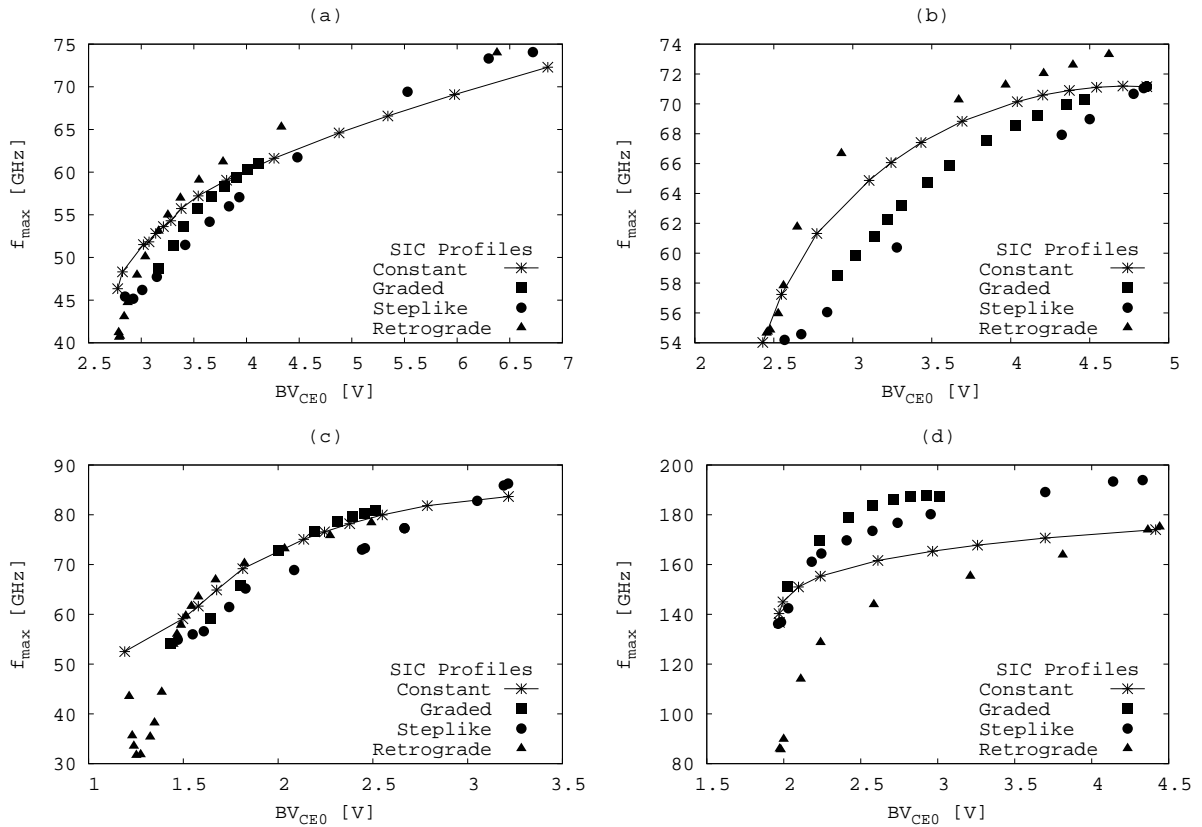 (a)
75
70
65
60
55
50
45
40
2.5 3 3.5 4 4.5 5 5.5 6 6.5 7
f_max [GHz]
BV_CE0 [V]
SIC Profiles
Constant
Graded
Steplike
Retrograde
(b)
74
72
70
68
66
64
62
60
58
56
54
2 2.5 3 3.5 4 4.5 5
f_max [GHz]
BV_CE0 [V]
SIC Profiles
Constant
Graded
Steplike
Retrograde
(c)
90
80
70
60
50
40
30
1 1.5 2 2.5 3 3.5
f_max [GHz]
BV_CE0 [V]
SIC Profiles
Constant
Graded
Steplike
Retrograde
(d)
200
180
160
140
120
100
80
1.5 2 2.5 3 3.5 4 4.5
f_max [GHz]
BV_CE0 [V]
SIC Profiles
Constant
Graded
Steplike
Retrograde